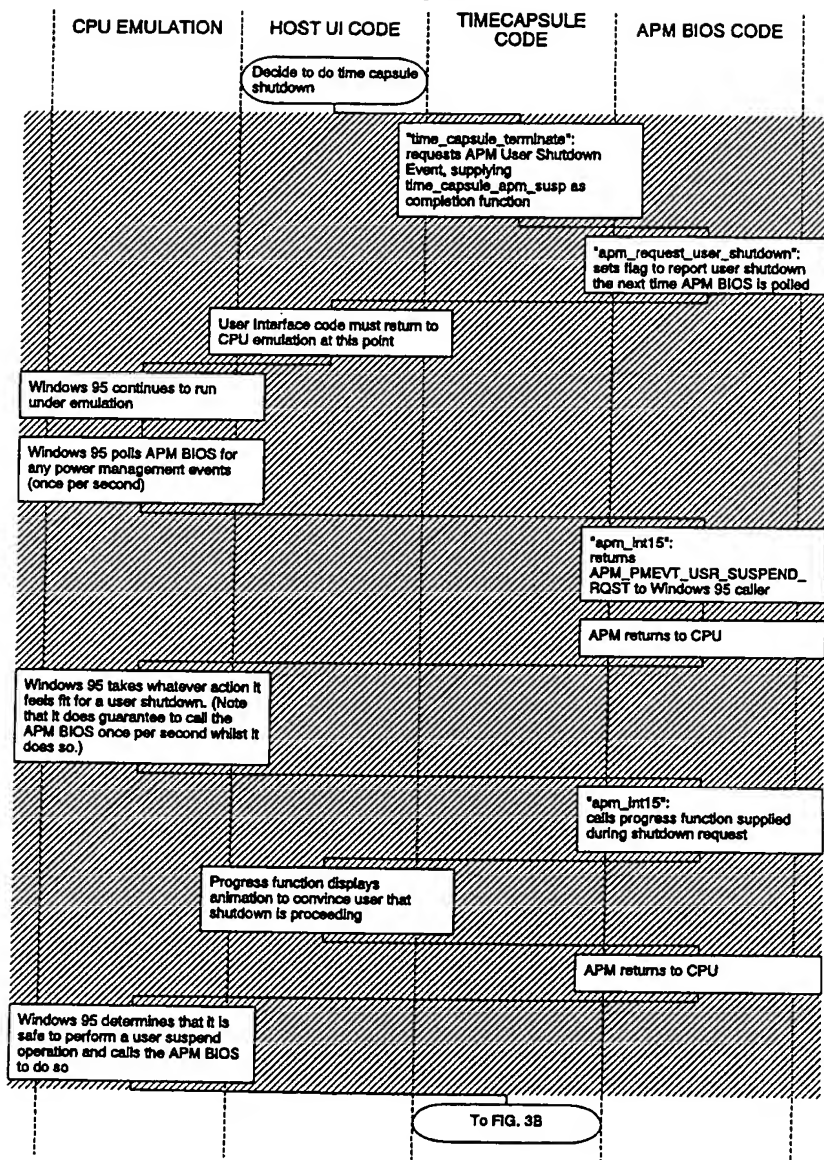 CPU EMULATION
HOST UI CODE
TIMECAPSULE
CODE
APM BIOS CODE
Decide to do time capsule
shutdown
"time_capsule_terminate":
requests APM User Shutdown
Event, supplying
time_capsule_apm_susp as
completion function
"apm_request_user_shutdown":
sets flag to report user shutdown
the next time APM BIOS is polled
User Interface code must return to
CPU emulation at this point
Windows 95 continues to run
under emulation
Windows 95 polls APM BIOS for
any power management events
(once per second)
"apm_int15":
returns
APM_PMEVT_USR_SUSPEND_
RQST to Windows 95 caller
APM returns to CPU
Windows 95 takes whatever action it
feels fit for a user shutdown. (Note
that it does guarantee to call the
APM BIOS once per second whilst it
does so.)
"apm_int15":
calls progress function supplied
during shutdown request
Progress function displays
animation to convince user that
shutdown is proceeding
APM returns to CPU
Windows 95 determines that it is
safe to perform a user suspend
operation and calls the APM BIOS
to do so
To FIG. 3B